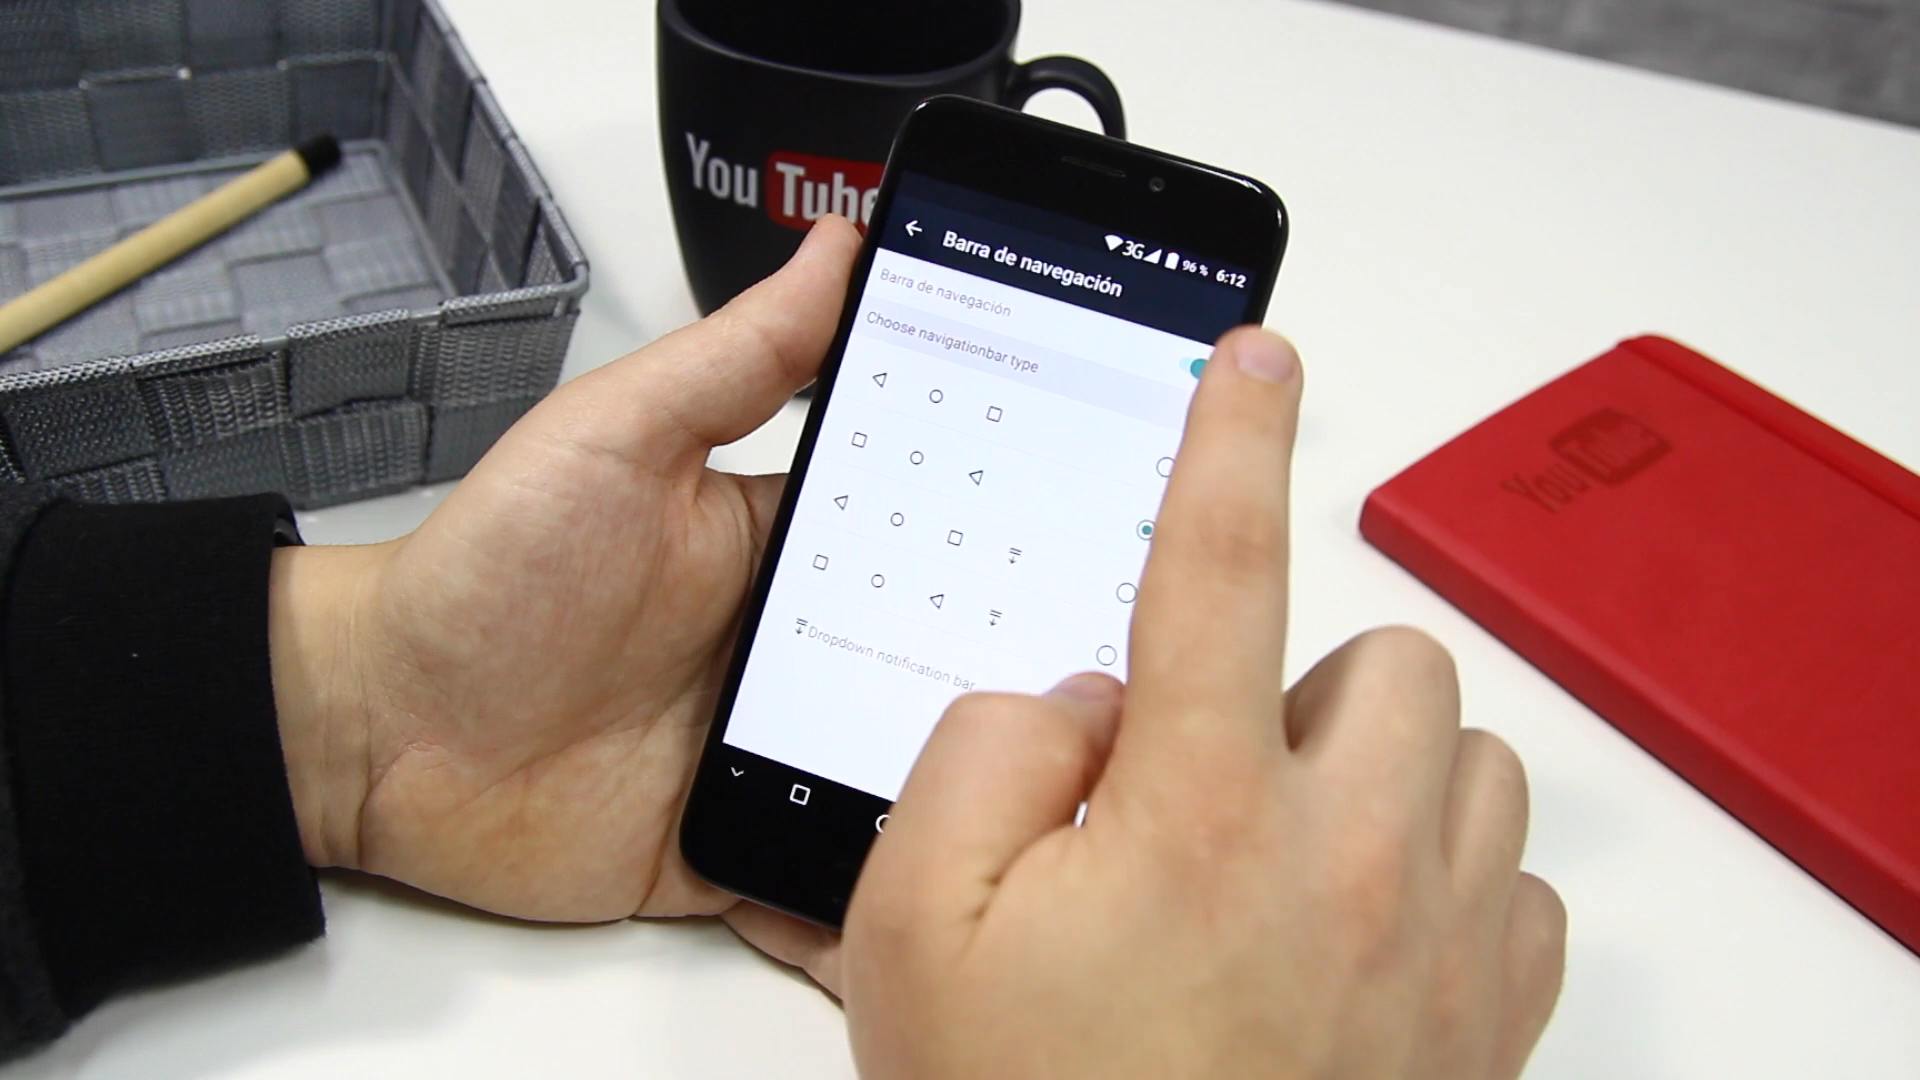 YouTube
3G 96 % 6:12
Barra de navegación
Barra de navegación
Choose navigationbar type
Dropdown notification bar
YouTube